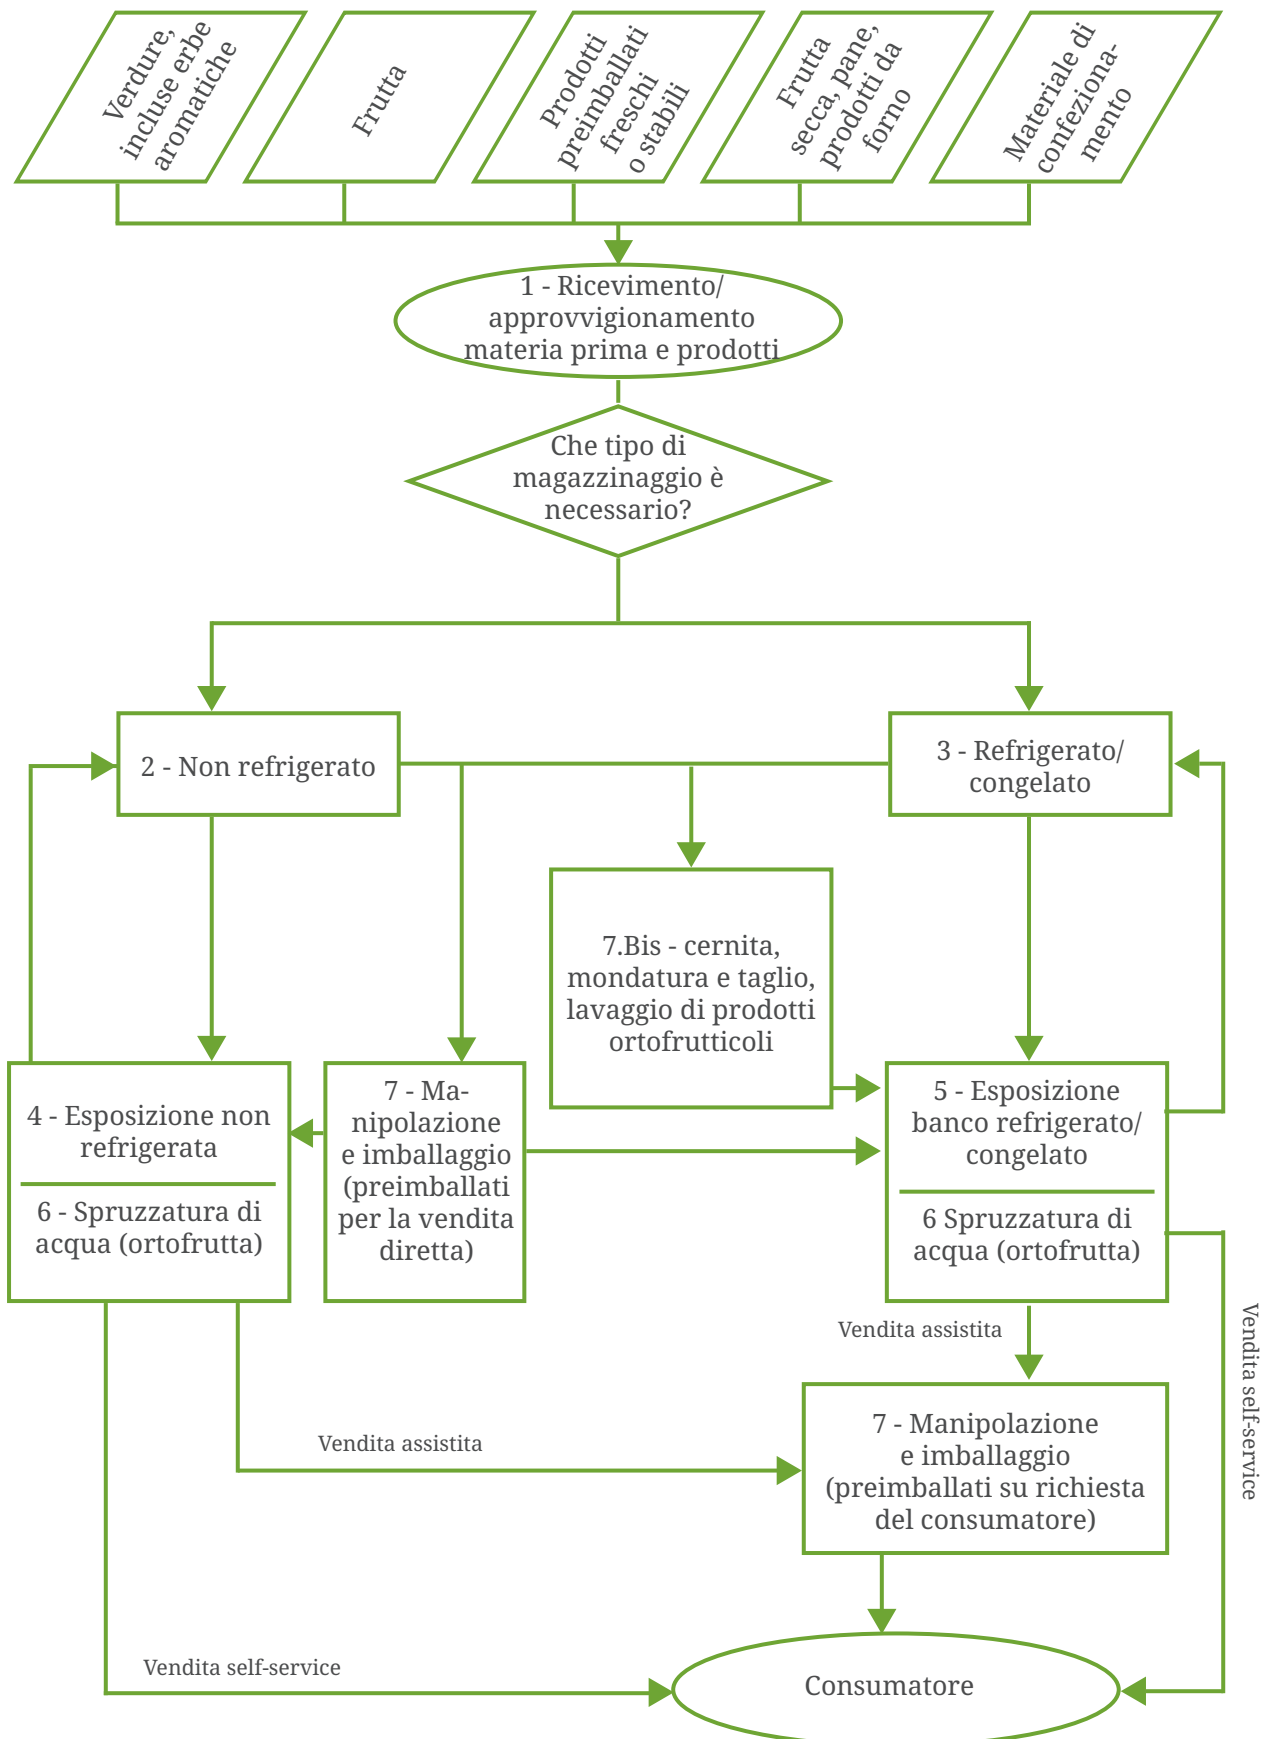 Verdure,
incluse erbe
aromatiche
Frutta
Prodotti
preimballati
freschi
o stabili
Frutta
secca, pane,
prodotti da
forno
Materiale di
confeziona-
mento
1 - Ricevimento/
approvvigionamento
materia prima e prodotti
Che tipo di
magazzinaggio è
necessario?
2 - Non refrigerato
3 - Refrigerato/
congelato
7.Bis - cernita,
mondatura e taglio,
lavaggio di prodotti
ortofrutticoli
4 - Esposizione non
refrigerata
6 - Spruzzatura di
acqua (ortofrutta)
7 - Ma-
nipolazione
e imballaggio
(preimballati
per la vendita
diretta)
5 - Esposizione
banco refrigerato/
congelato
6 Spruzzatura di
acqua (ortofrutta)
Vendita assistita
Vendita self-service
Vendita assistita
7 - Manipolazione
e imballaggio
(preimballati su richiesta
del consumatore)
Vendita self-service
Consumatore